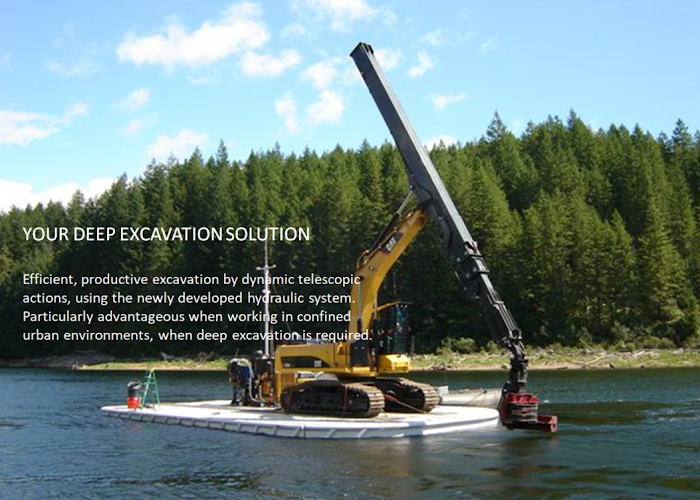 YOUR DEEP EXCAVATION SOLUTION
Efficient, productive excavation by dynamic telescopic
actions, using the newly developed hydraulic system.
Particularly advantageous when working in confined
urban environments, when deep excavation is required.
CAT
CAT